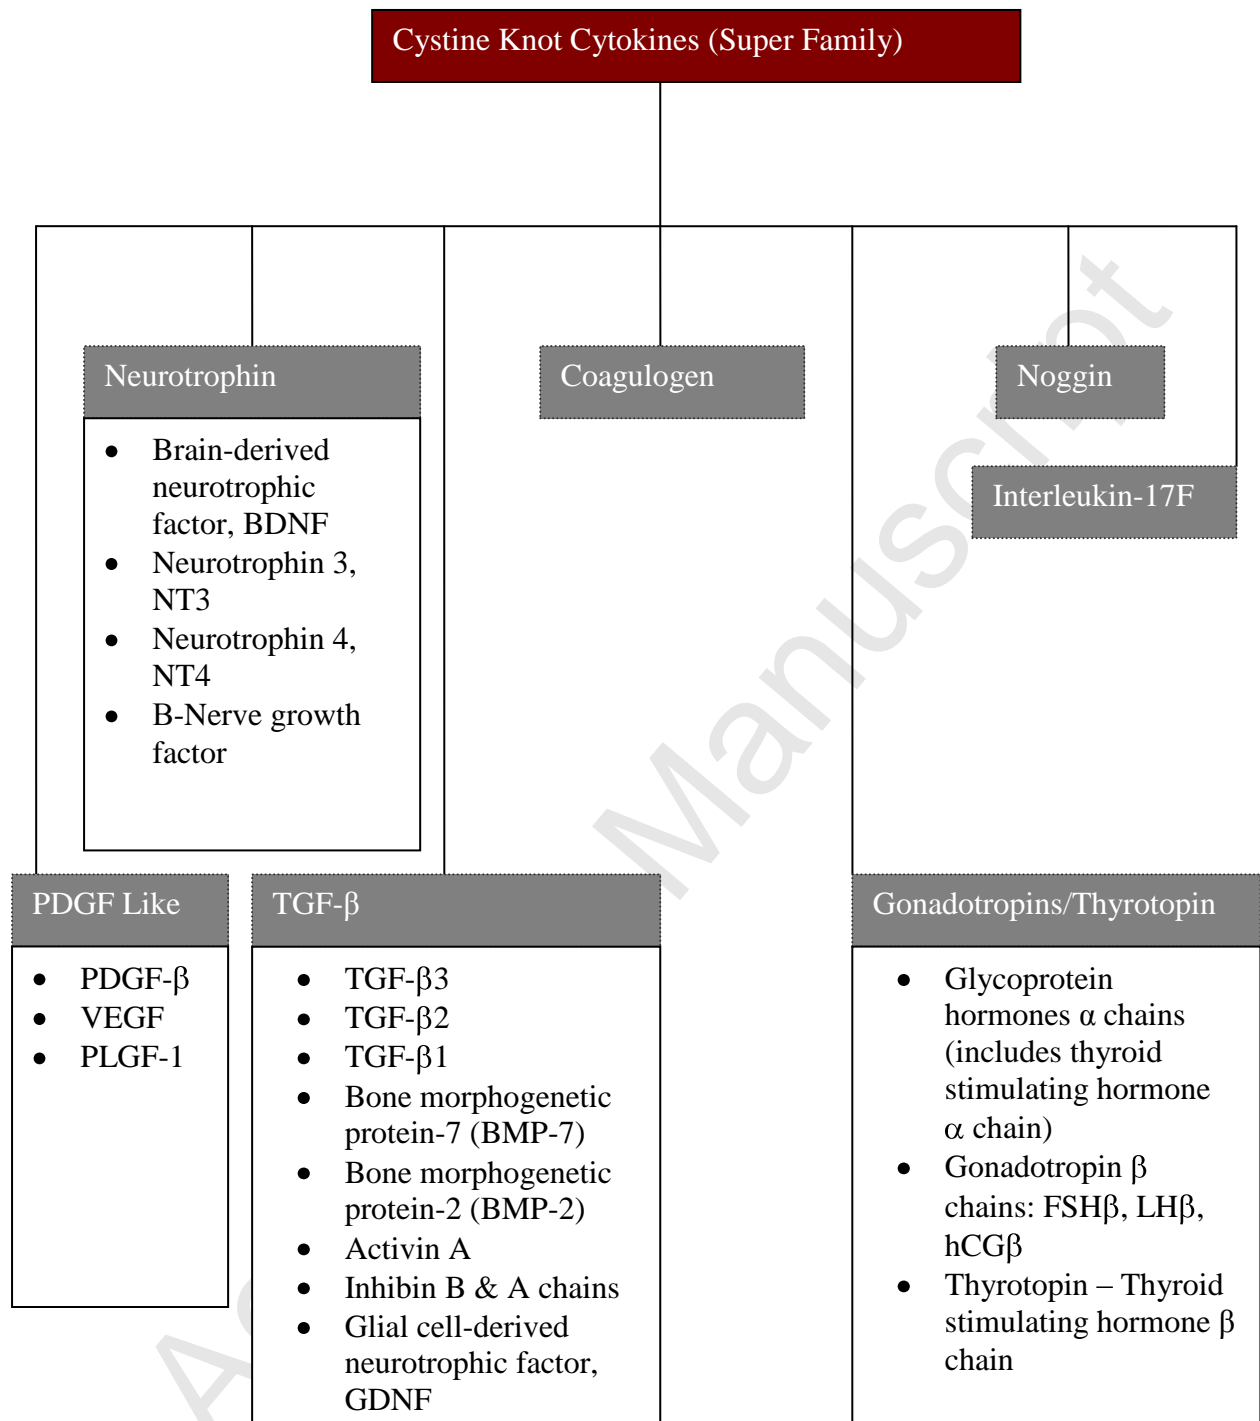 Cystine Knot Cytokines (Super Family)
Neurotrophin
Coagulogen
Noggin
• Brain-derived
neurotrophic
factor, BDNF
• Neurotrophin 3,
NT3
• Neurotrophin 4,
NT4
• B-Nerve growth
factor
Interleukin-17F
PDGF Like
• PDGF-β
• VEGF
• PLGF-1
TGF-β
• TGF-β3
• TGF-β2
• TGF-β1
• Bone morphogenetic
protein-7 (BMP-7)
• Bone morphogenetic
protein-2 (BMP-2)
• Activin A
• Inhibin B & A chains
• Glial cell-derived
neurotrophic factor,
GDNF
Gonadotropins/Thyrotopin
• Glycoprotein
hormones α chains
(includes thyroid
stimulating hormone
α chain)
• Gonadotropin β
chains: FSHβ, LHβ,
hCGβ
• Thyrotopin – Thyroid
stimulating hormone β
chain
Manuscript